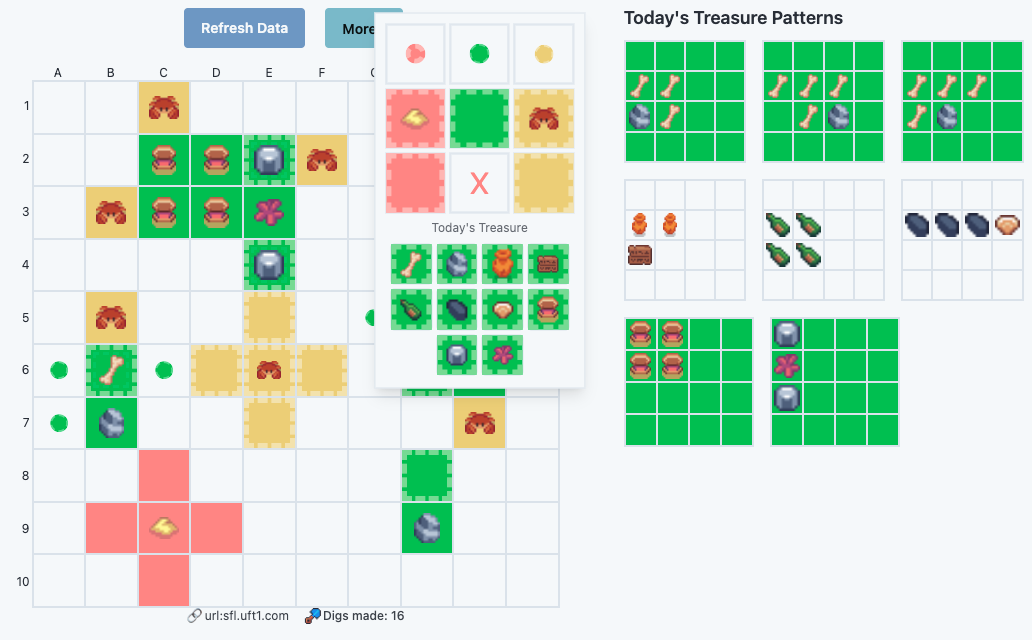 Refresh Data
More
Today's Treasure Patterns
A B C D E F
1
2
3
4
5
6
7
8
9
10
X
Today's Treasure
url:sfl.uft1.com
Digs made: 16